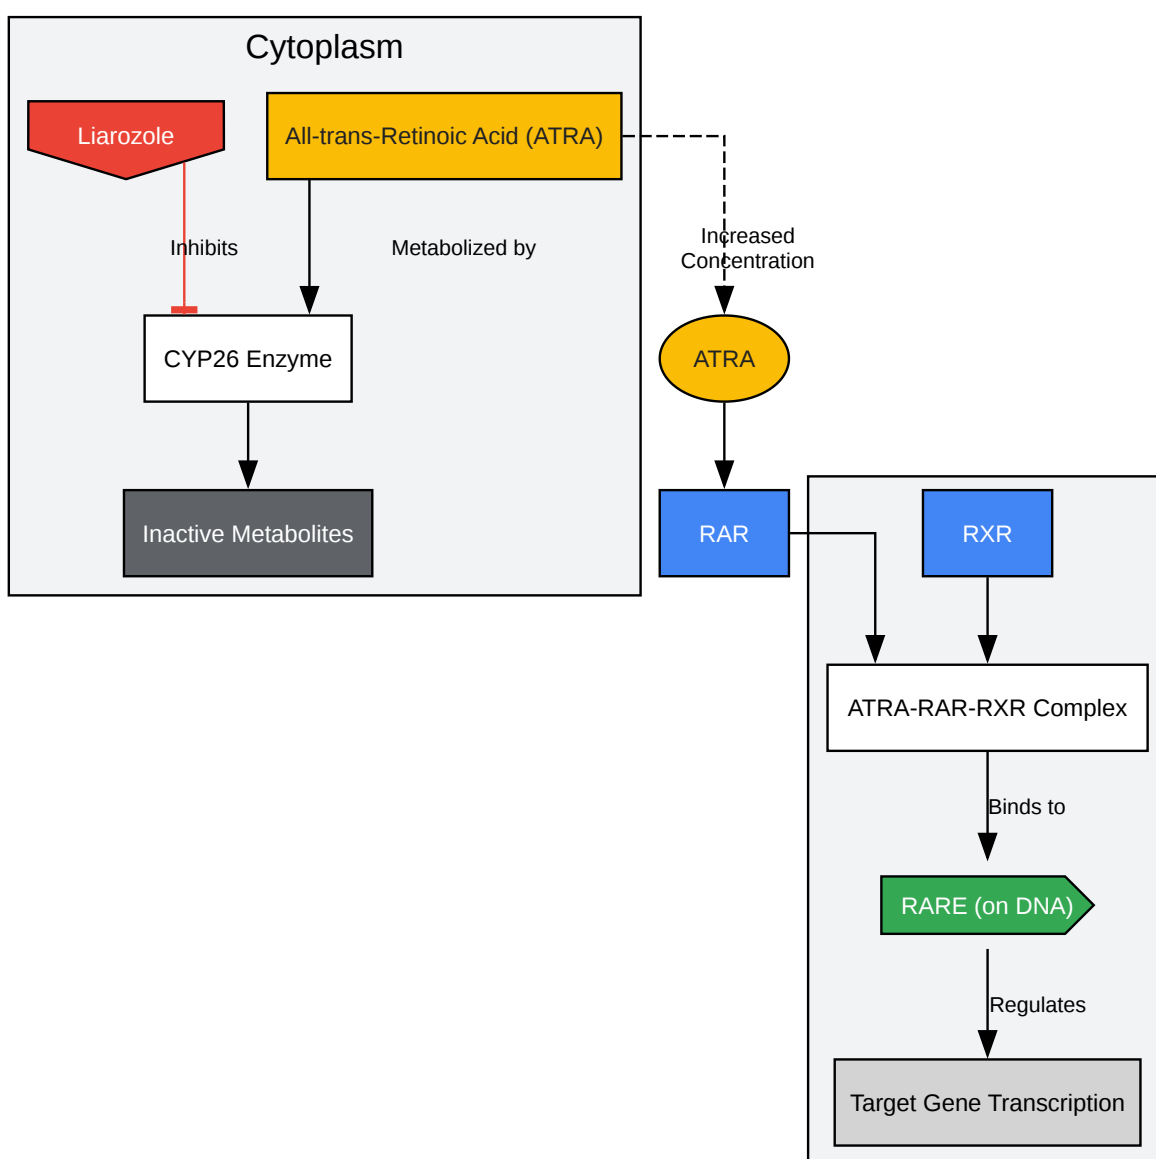 Cytoplasm
Liarozole
All-trans-Retinoic Acid (ATRA)
Inhibits
Metabolized by
Increased
Concentration
CYP26 Enzyme
ATRA
Inactive Metabolites
RAR
RXR
ATRA-RAR-RXR Complex
Binds to
RARE (on DNA)
Regulates
Target Gene Transcription